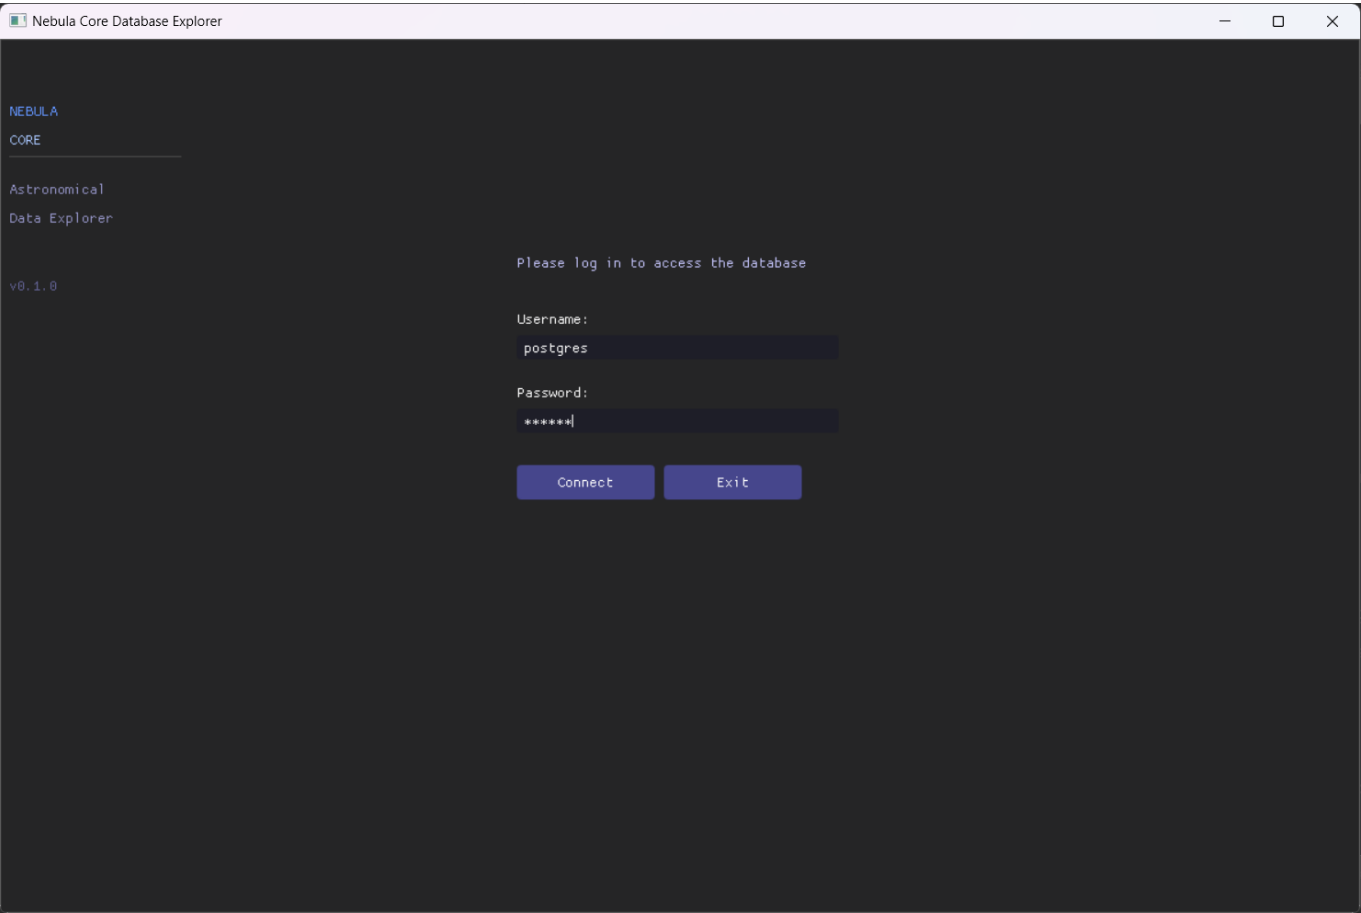 Nebula Core Database Explorer
NEBULA
CORE
Astronomical
Data Explorer
v0.1.0
Please log in to access the database
Username:
postgres
Password:
******
Connect
Exit